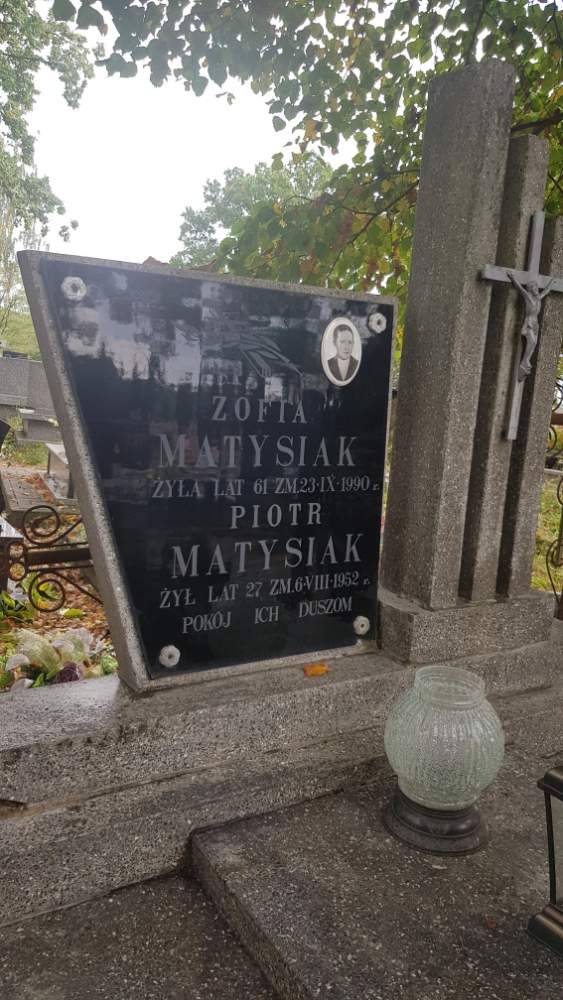 ZOFIA
MATYSIAK
ŻYŁA LAT 61 ZM.23·IX·1990 r.
PIOTR
MATYSIAK
ŻYŁ LAT 27 ZM.6·VIII·1952 r.
POKÓJ ICH DUSZOM